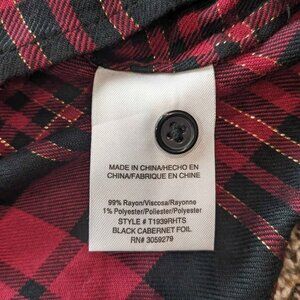 MADE IN CHINA/HECHO EN
CHINA/FABRIQUE EN CHINE
99% Rayon/Viscosa/Rayonne
1% Polyester/Poliester/Polyester
STYLE # T1939RHTS
BLACK CABERNET FOIL
RN# 3059279